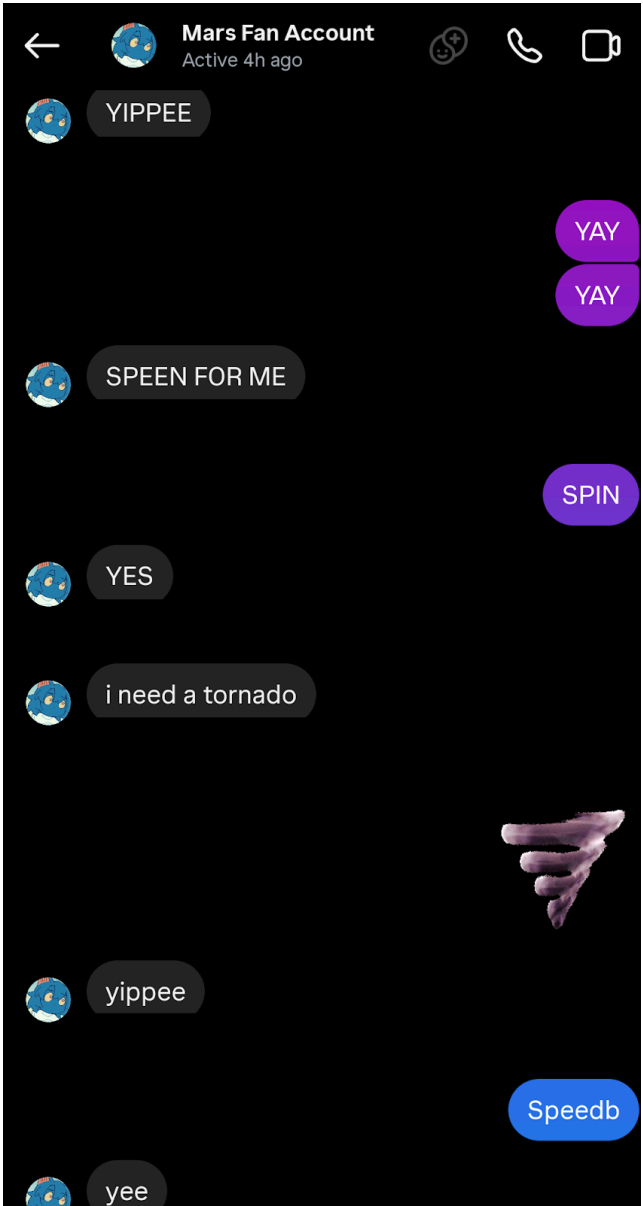 Mars Fan Account
Active 4h ago
YIPPEE
YAY
YAY
SPEEN FOR ME
SPIN
YES
i need a tornado
yippee
Speedb
yee